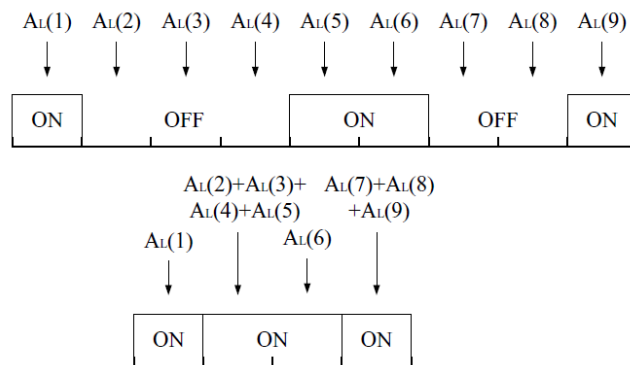 AL(1) AL(2) AL(3) AL(4) AL(5) AL(6) AL(7) AL(8) AL(9)
ON OFF ON OFF ON
AL(2)+AL(3)+ AL(7)+AL(8)
AL(4)+AL(5) +AL(9)
AL(1) AL(6)
ON ON ON